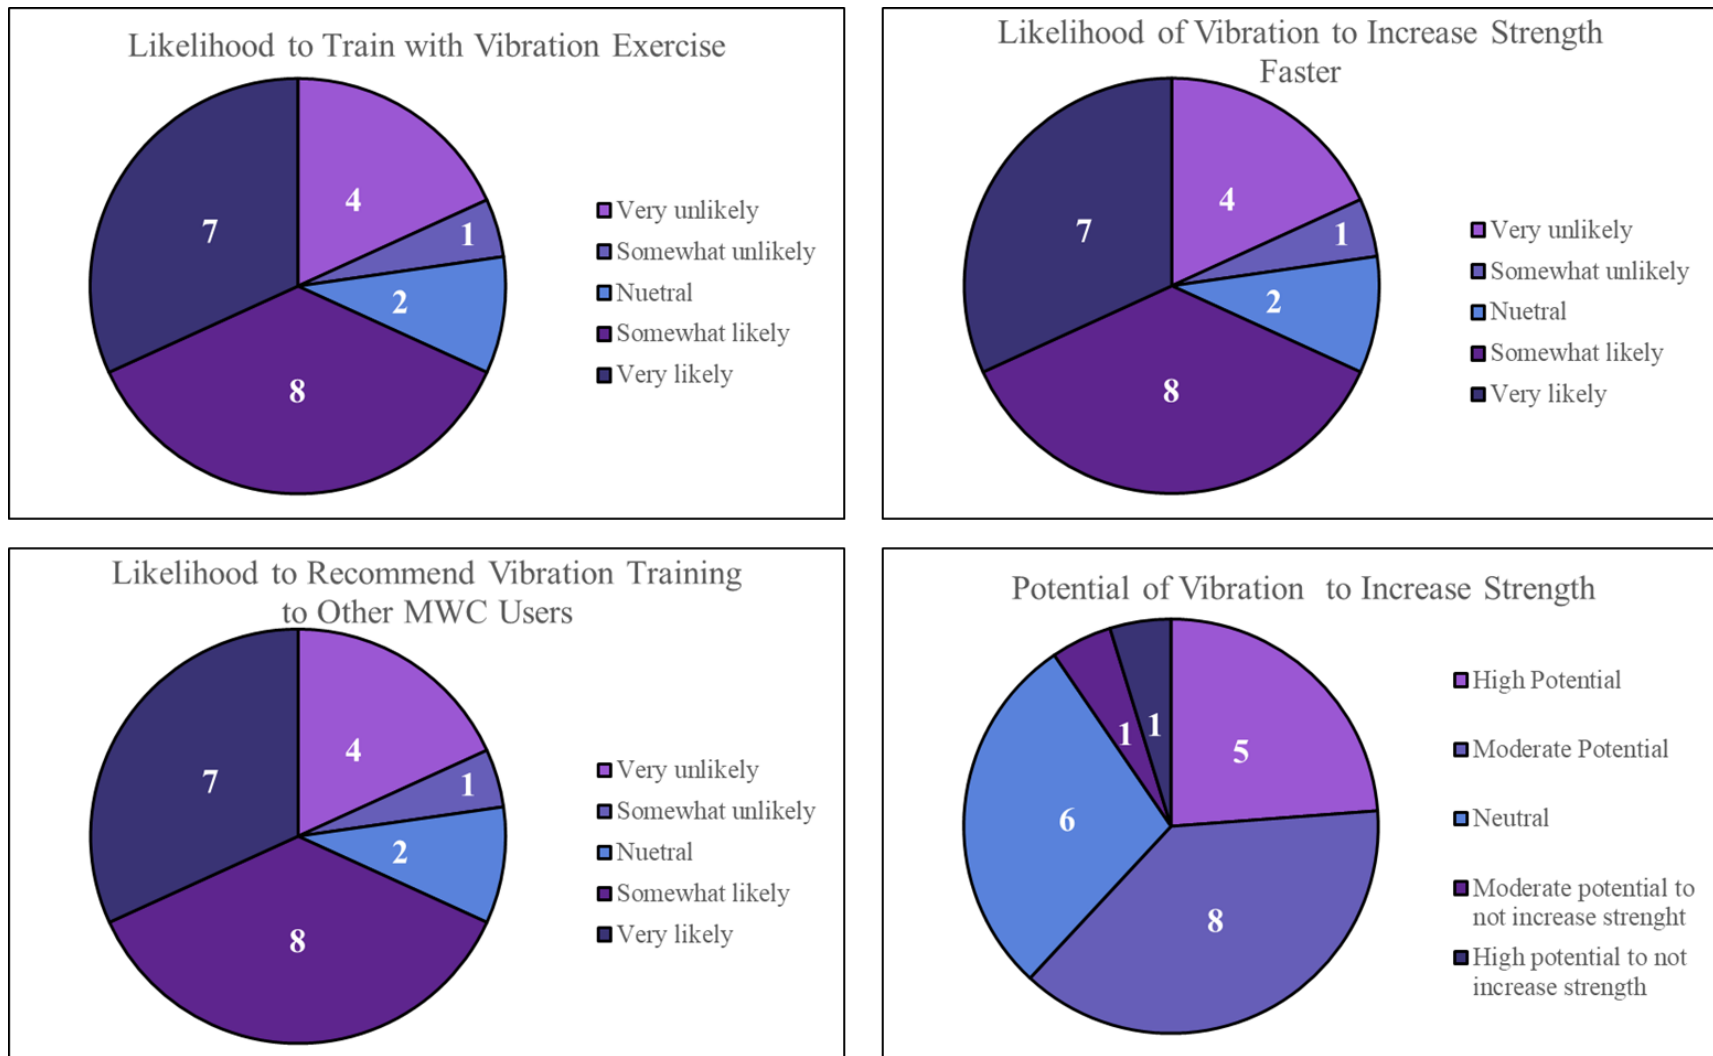 Likelihood to Train with Vibration Exercise
4
1
2
8
7
Very unlikely
Somewhat unlikely
Nuetral
Somewhat likely
Very likely
Likelihood of Vibration to Increase Strength
Faster
4
1
2
8
7
Very unlikely
Somewhat unlikely
Nuetral
Somewhat likely
Very likely
Likelihood to Recommend Vibration Training
to Other MWC Users
4
1
2
8
7
Very unlikely
Somewhat unlikely
Nuetral
Somewhat likely
Very likely
Potential of Vibration to Increase Strength
5
8
6
1
1
High Potential
Moderate Potential
Neutral
Moderate potential to
not increase strenght
High potential to not
increase strength